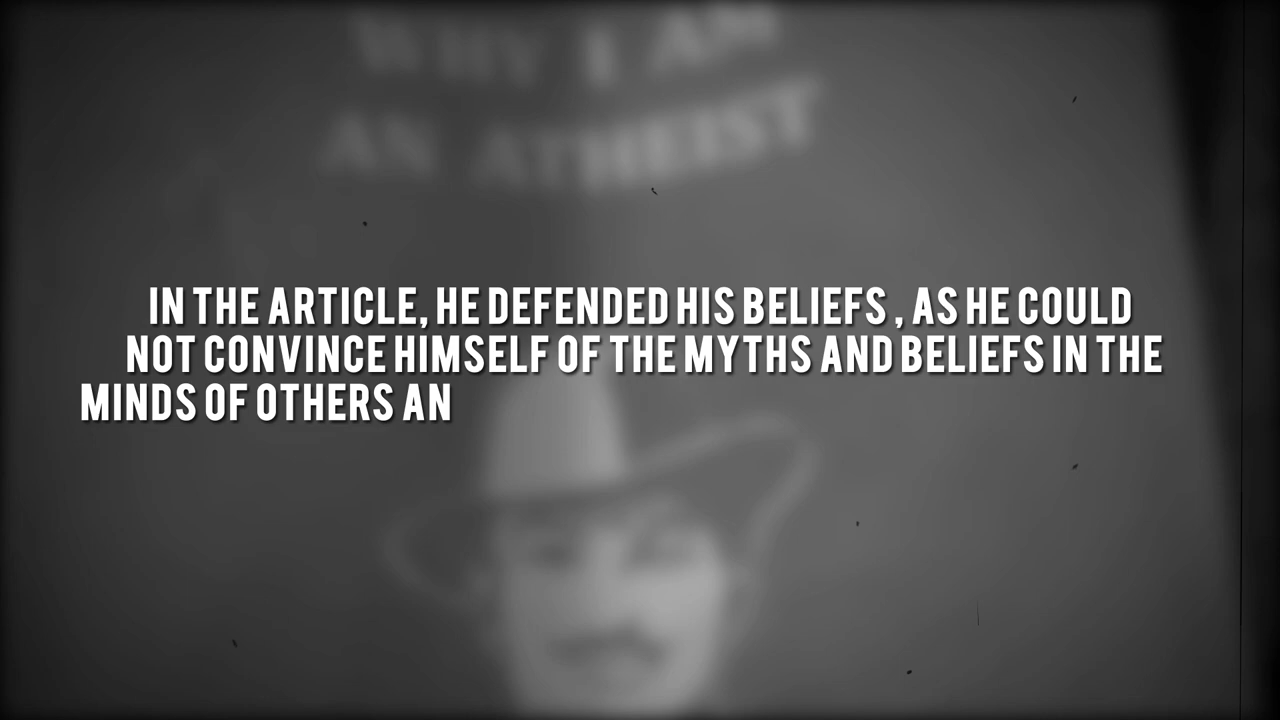 WHY I AM
AN ATHEIST
IN THE ARTICLE, HE DEFENDED HIS BELIEFS , AS HE COULD
NOT CONVINCE HIMSELF OF THE MYTHS AND BELIEFS IN THE
MINDS OF OTHERS AN